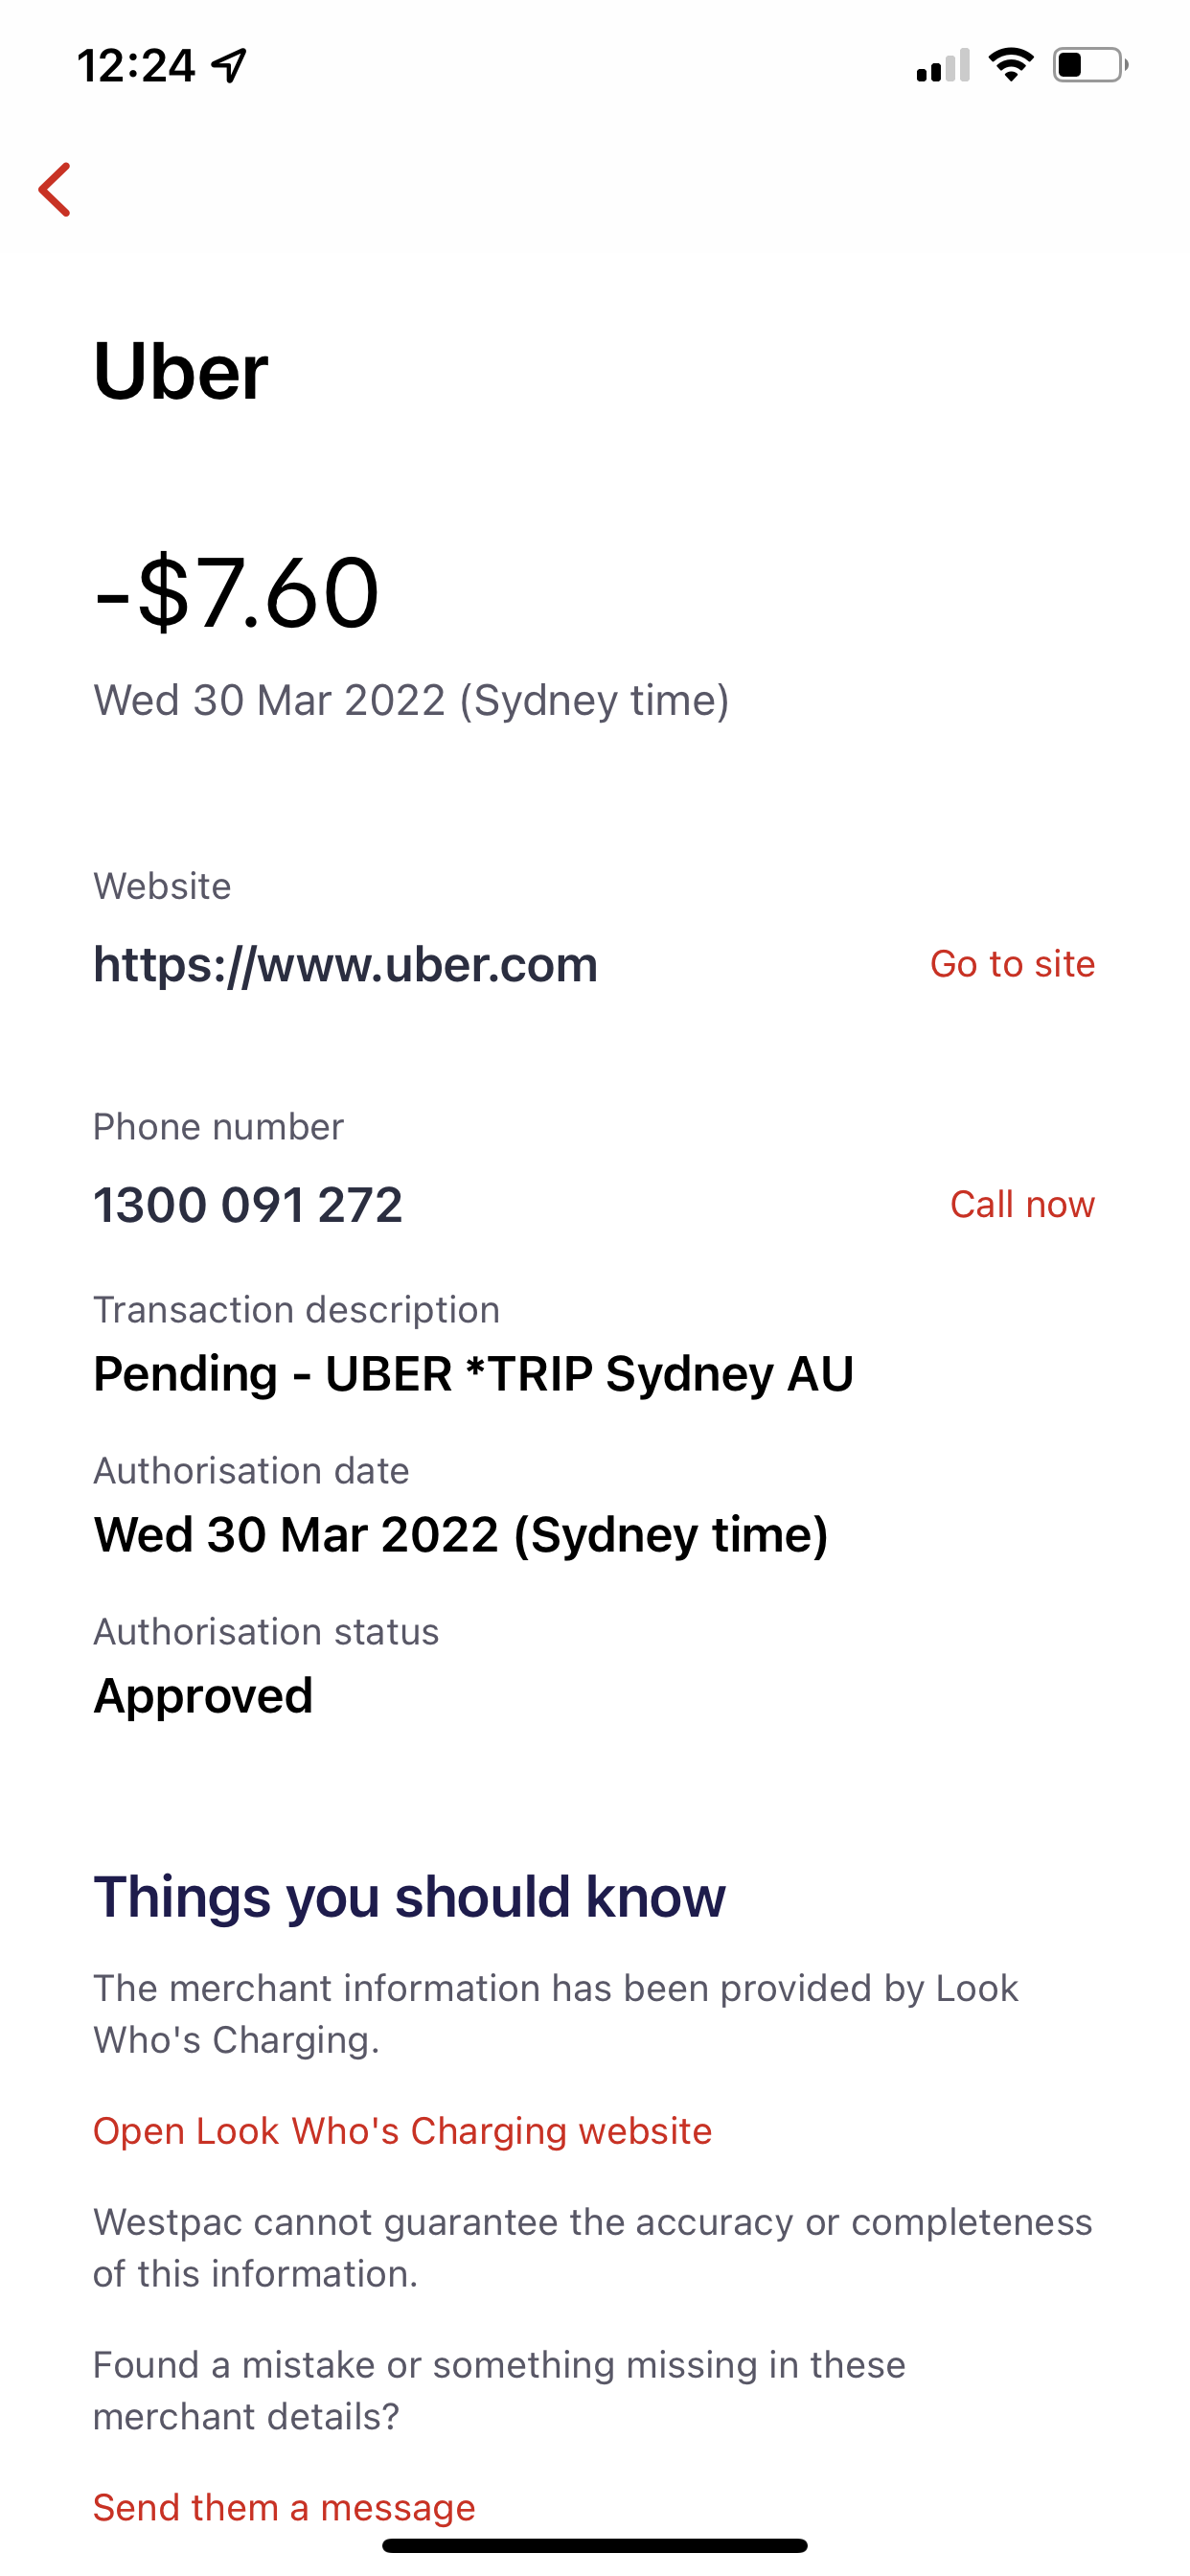 12:24
Uber
-$7.60
Wed 30 Mar 2022 (Sydney time)
Website
https://www.uber.com
Go to site
Phone number
1300 091 272
Call now
Transaction description
Pending - UBER *TRIP Sydney AU
Authorisation date
Wed 30 Mar 2022 (Sydney time)
Authorisation status
Approved
Things you should know
The merchant information has been provided by Look
Who's Charging.
Open Look Who's Charging website
Westpac cannot guarantee the accuracy or completeness
of this information.
Found a mistake or something missing in these
merchant details?
Send them a message